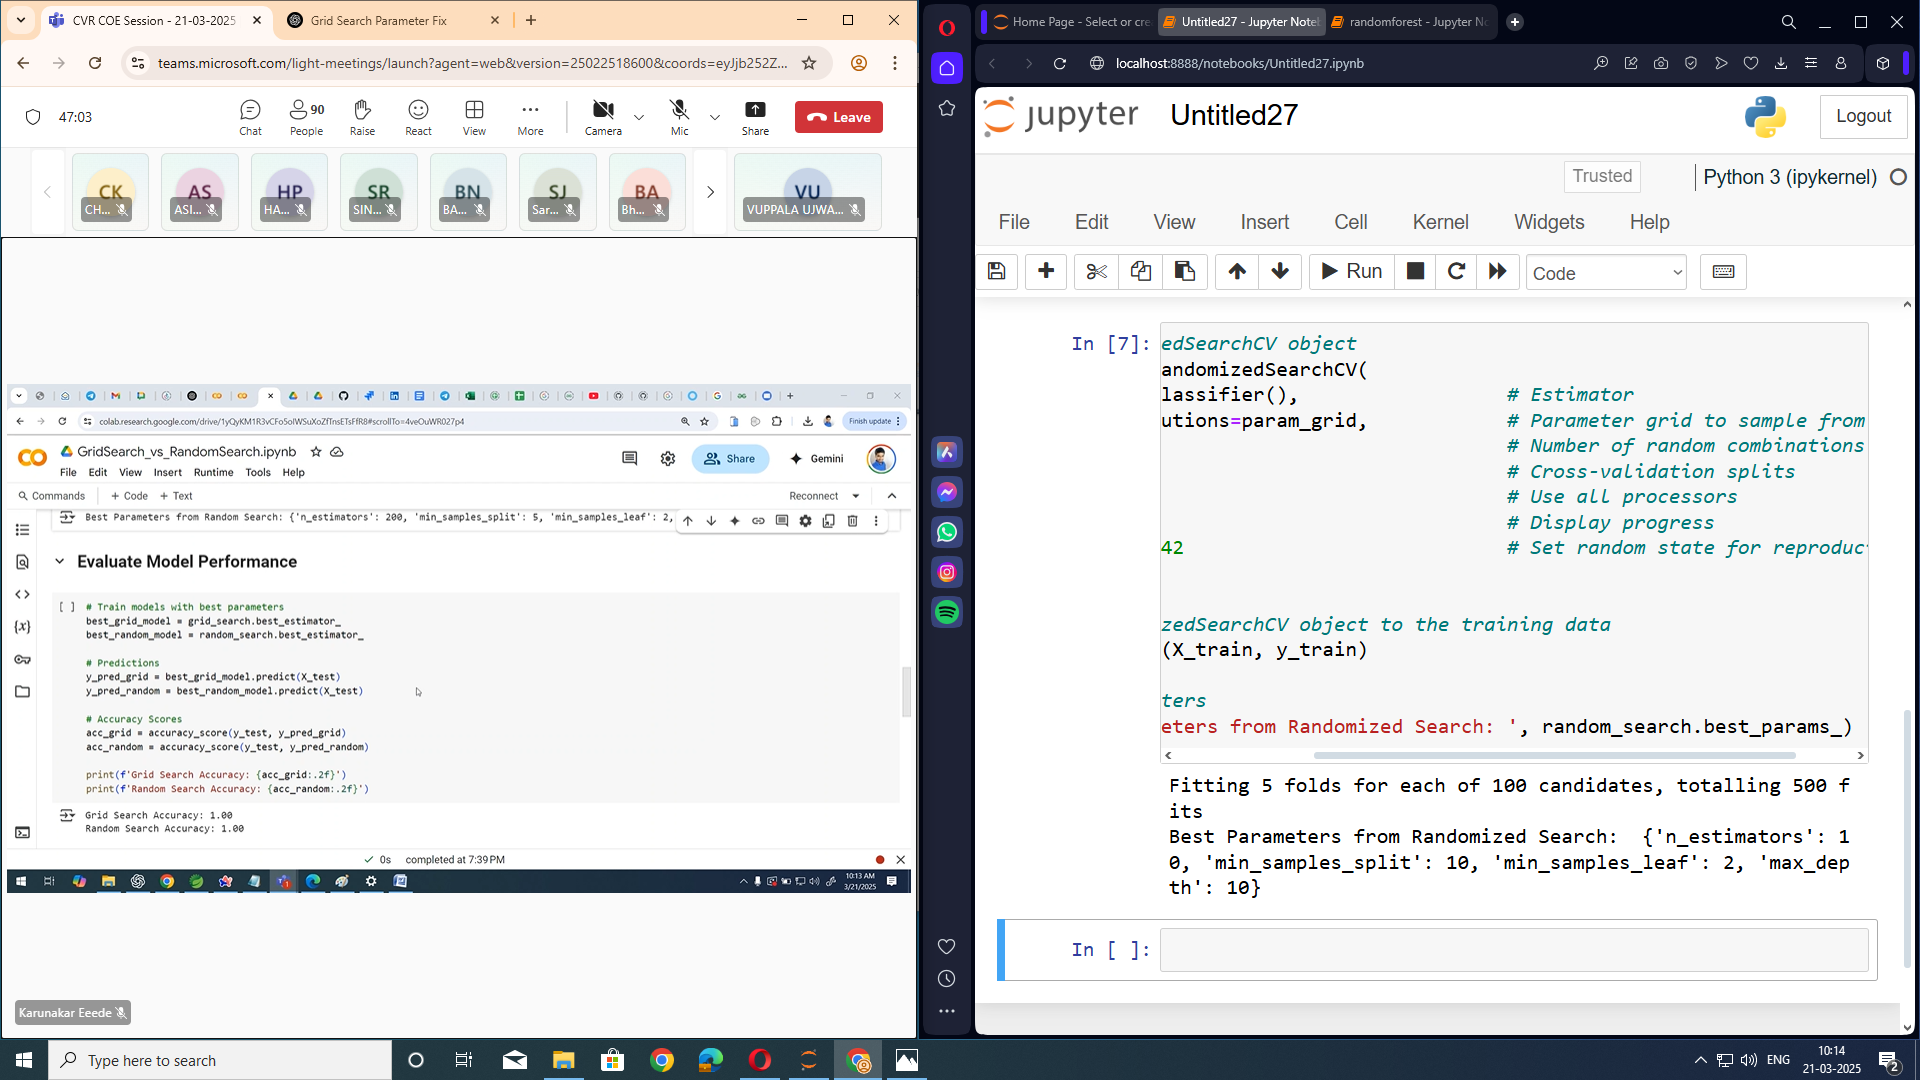 CVR COE Session - 21-03-2025
Grid Search Parameter Fix
teams.microsoft.com/light-meetings/launch?agent=web&version=25022518600&coords=eyJjb252Z...
47:03
Chat
90
People
Raise
React
View
More
Camera
Mic
Share
Leave
CK
CH...
AS
ASI...
HP
HA...
SR
SIN...
BN
BA...
SJ
Sar...
BA
Bh...
VU
VUPPALA UJWA...
colab.research.google.com/drive/1yQyKM1R3vCFo5oIWSuXoZfTnsETsFfR8#scrollTo=4veOuWR027p4
Finish update
GridSearch_vs_RandomSearch.ipynb
File Edit View Insert Runtime Tools Help
Share
Gemini
Commands + Code + Text
Reconnect
Best Parameters from Random Search: {'n_estimators': 200, 'min_samples_split': 5, 'min_samples_leaf': 2,
Evaluate Model Performance
[ ] # Train models with best parameters
best_grid_model = grid_search.best_estimator_
best_random_model = random_search.best_estimator_
# Predictions
y_pred_grid = best_grid_model.predict(X_test)
y_pred_random = best_random_model.predict(X_test)
# Accuracy Scores
acc_grid = accuracy_score(y_test, y_pred_grid)
acc_random = accuracy_score(y_test, y_pred_random)
print(f'Grid Search Accuracy: {acc_grid:.2f}')
print(f'Random Search Accuracy: {acc_random:.2f}')
Grid Search Accuracy: 1.00
Random Search Accuracy: 1.00
0s completed at 7:39 PM
10:13 AM
3/21/2025
Karunakar Eeede
Home Page - Select or cre
Untitled27 - Jupyter Note
randomforest - Jupyter No
localhost:8888/notebooks/Untitled27.ipynb
jupyter Untitled27
Logout
Trusted
Python 3 (ipykernel)
File Edit View Insert Cell Kernel Widgets Help
Run
Code
In [7]: edSearchCV object
andomizedSearchCV(
lassifier(), # Estimator
utions=param_grid, # Parameter grid to sample from
# Number of random combinations
# Cross-validation splits
# Use all processors
# Display progress
42 # Set random state for reproduc
zedSearchCV object to the training data
(X_train, y_train)
ters
eters from Randomized Search: ', random_search.best_params_)
Fitting 5 folds for each of 100 candidates, totalling 500 f
its
Best Parameters from Randomized Search:  {'n_estimators': 1
0, 'min_samples_split': 10, 'min_samples_leaf': 2, 'max_dep
th': 10}
In [ ]:
Type here to search
ENG
10:14
21-03-2025
2